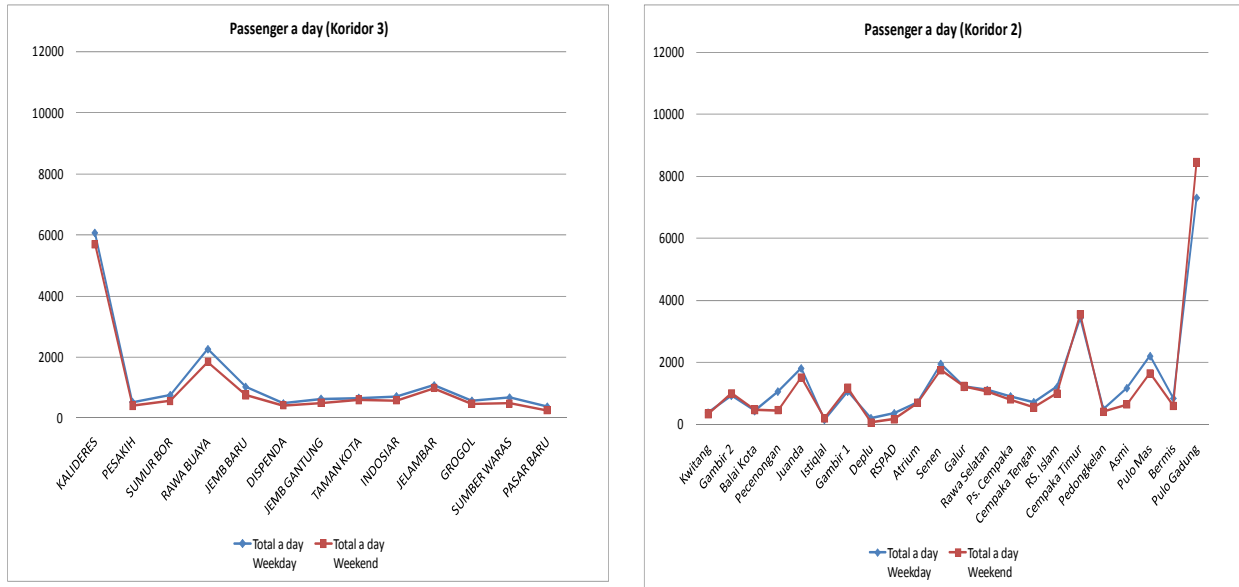 Passenger a day (Koridor 3)
12000
10000
8000
6000
4000
2000
0
KALIDERES
PESAKIH
SUMUR BOR
RAWA BUAYA
JEMB BARU
DISPENDA
JEMB GANTUNG
TAMAN KOTA
INDOSIAR
JELAMBAR
GROGOL
SUMBER WARAS
PASAR BARU
Total a day
Weekday
Total a day
Weekend
Passenger a day (Koridor 2)
12000
10000
8000
6000
4000
2000
0
Kwitang
Gambir 2
Balai Kota
Pecenongan
Juanda
Istiqlal
Gambir 1
Deplu
RSPAD
Atrium
Senen
Galur
Rawa Selatan
Ps. Cempaka
Cempaka Tengah
RS. Islam
Cempaka Timur
Pedongkelan
Asmi
Pulo Mas
Bermis
Pulo Gadung
Total a day
Weekday
Total a day
Weekend